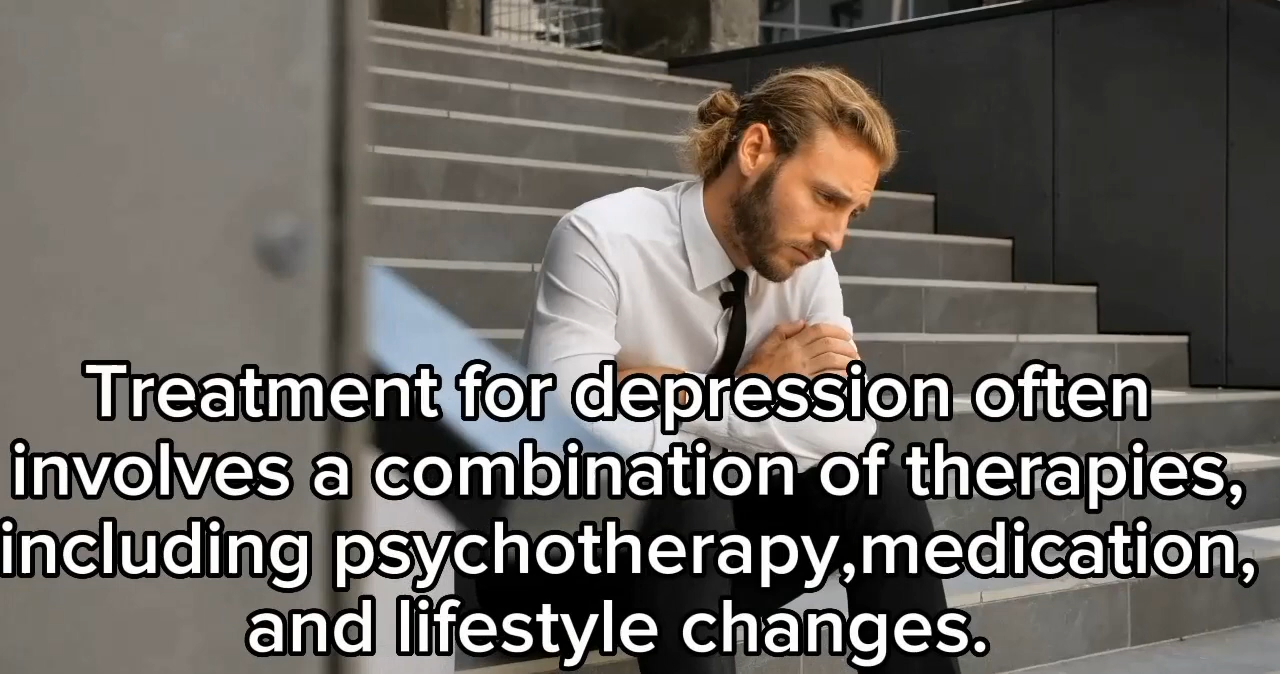 Treatment for depression often
involves a combination of therapies,
including psychotherapy,medication,
and lifestyle changes.